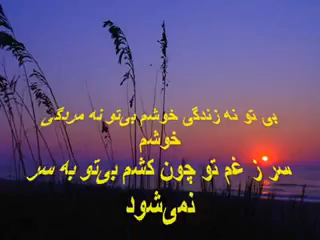 بی تو نه زندگی خوشم بی‌تو نه مردگی
خوشم
سر ز غم تو چون کشم بی‌تو به سر
نمی‌شود